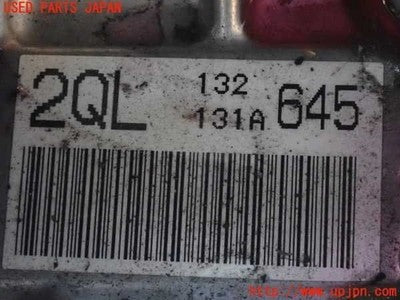 USED PARTS JAPAN
2QL 132 645
131A
http://www.upjpn.com/